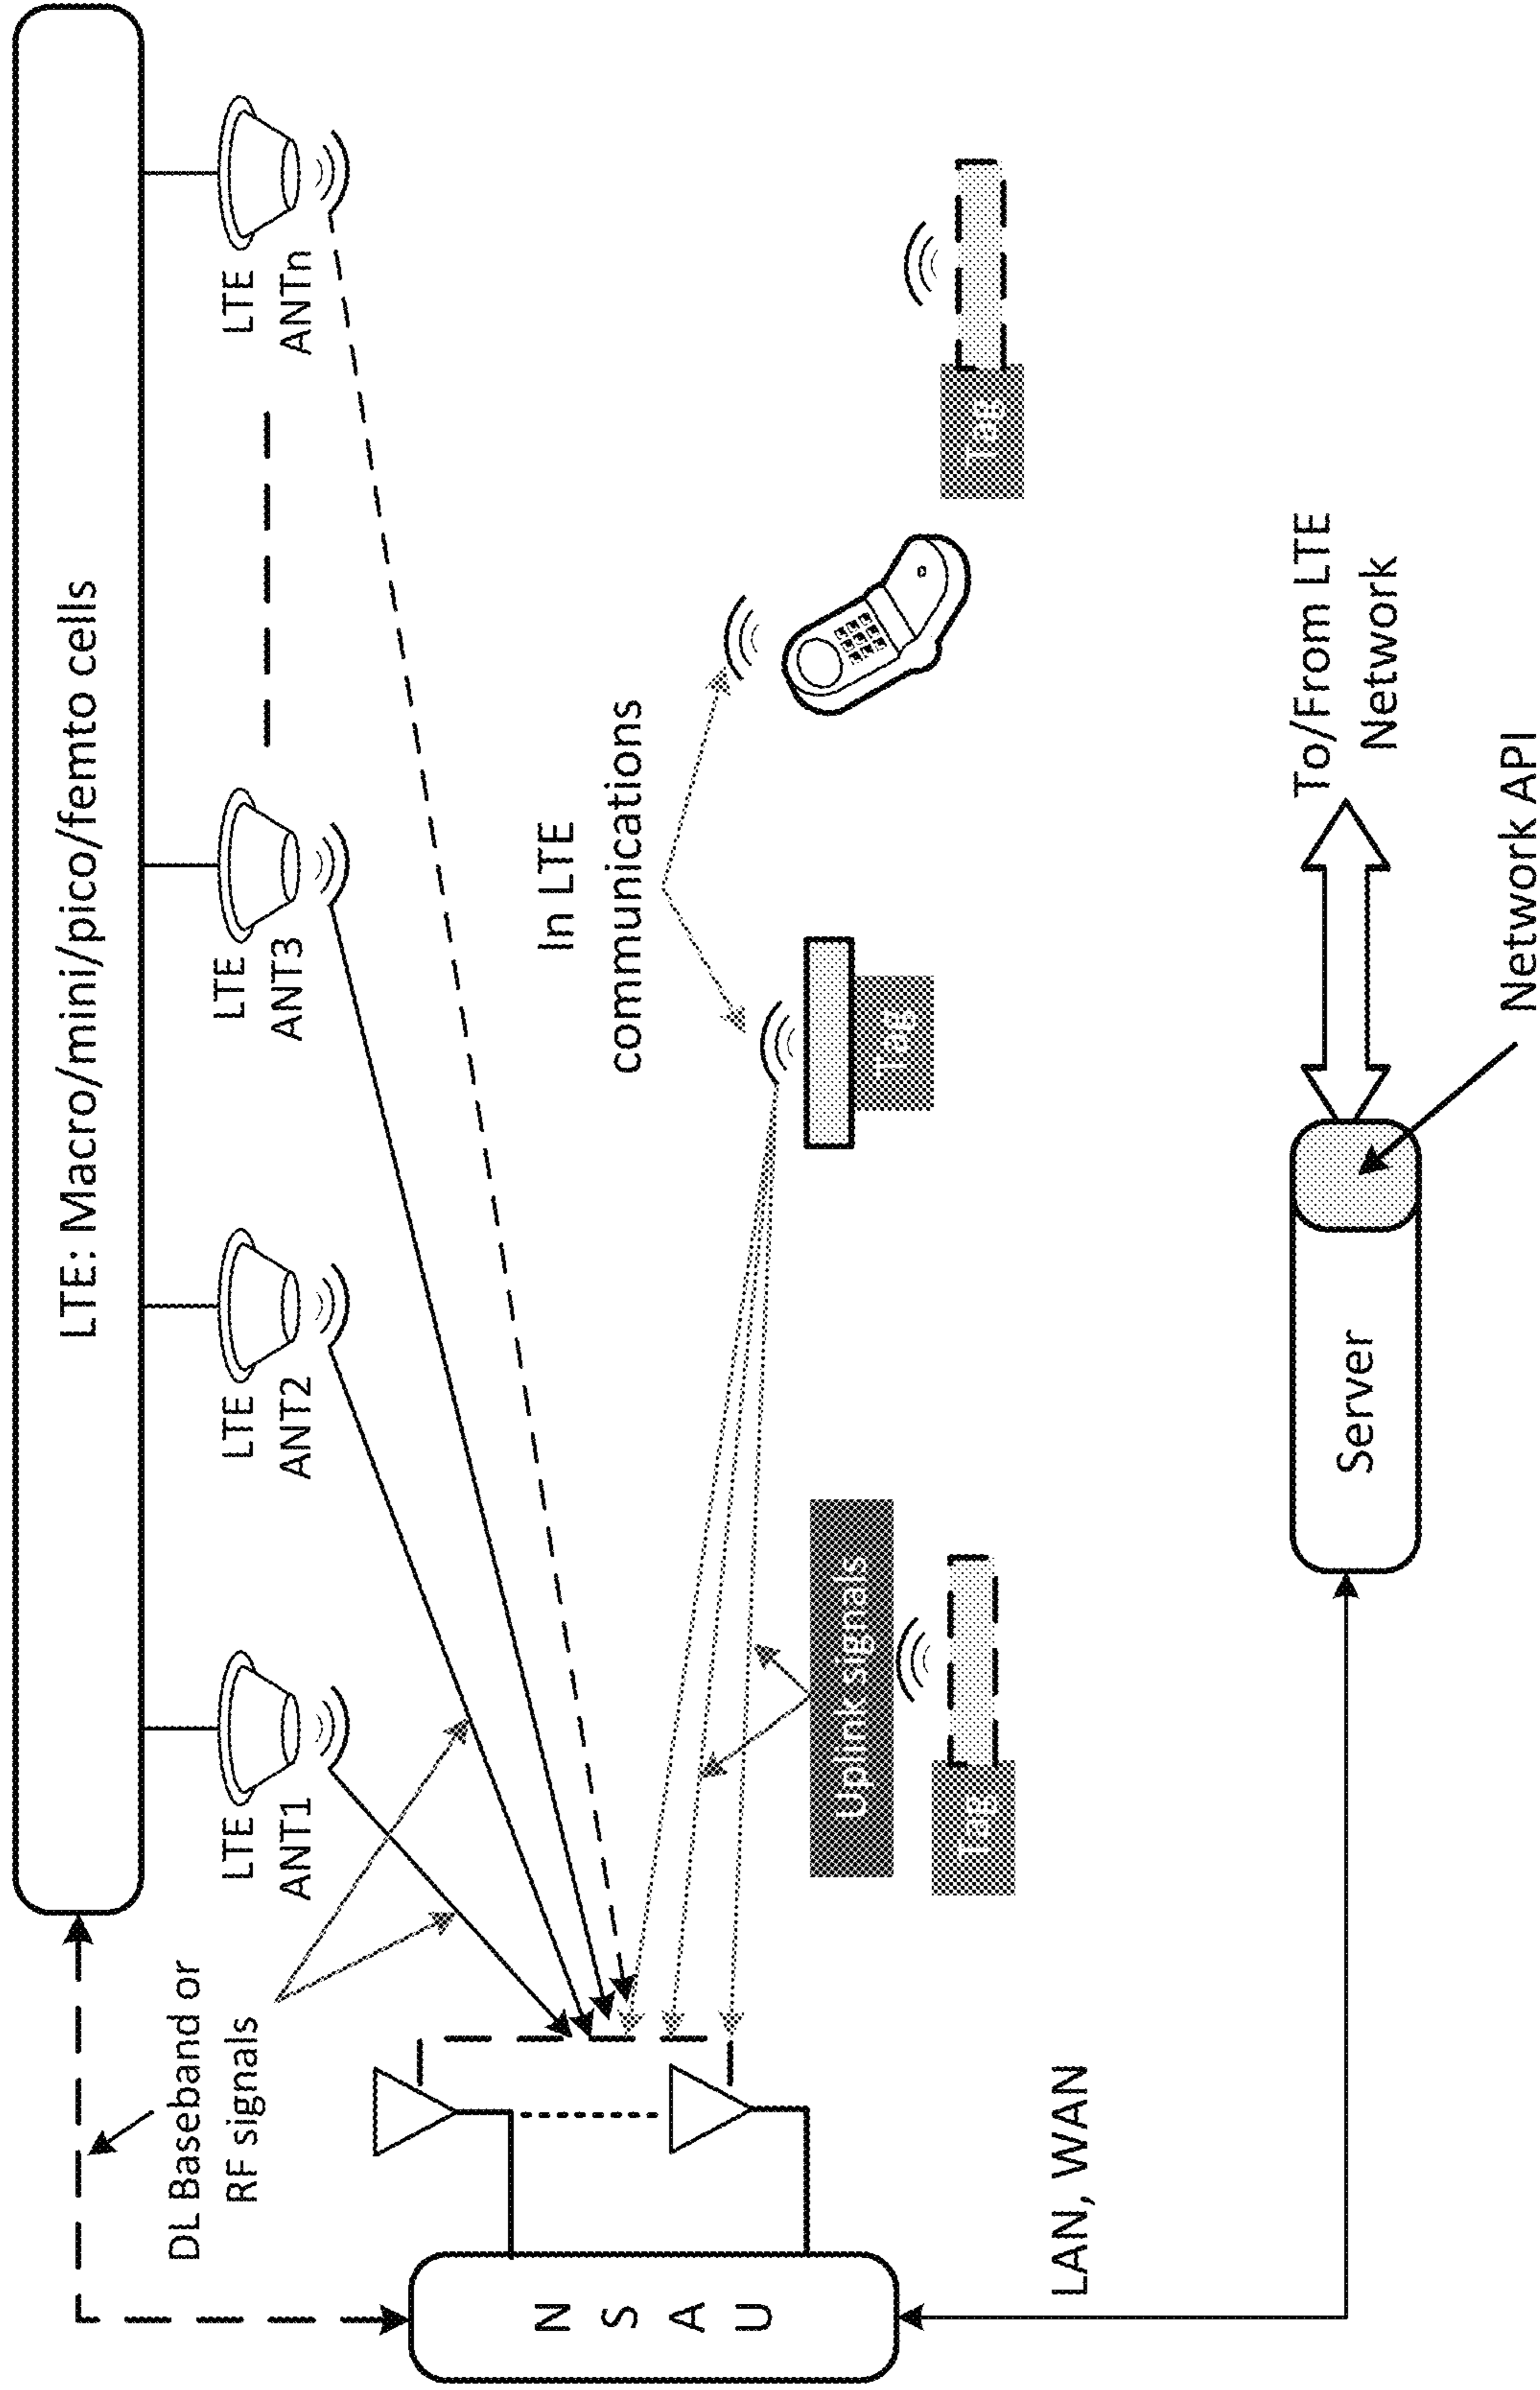 LTE: Macro/mini/pico/femto cells
DL Baseband or
RF signals
LTE
ANT1
LTE
ANT2
LTE
ANT3
LTE
ANTn
In LTE
communications
N
S
A
U
Uplink signals
Tag
Tag
Tag
LAN, WAN
Server
To/From LTE
Network
Network API